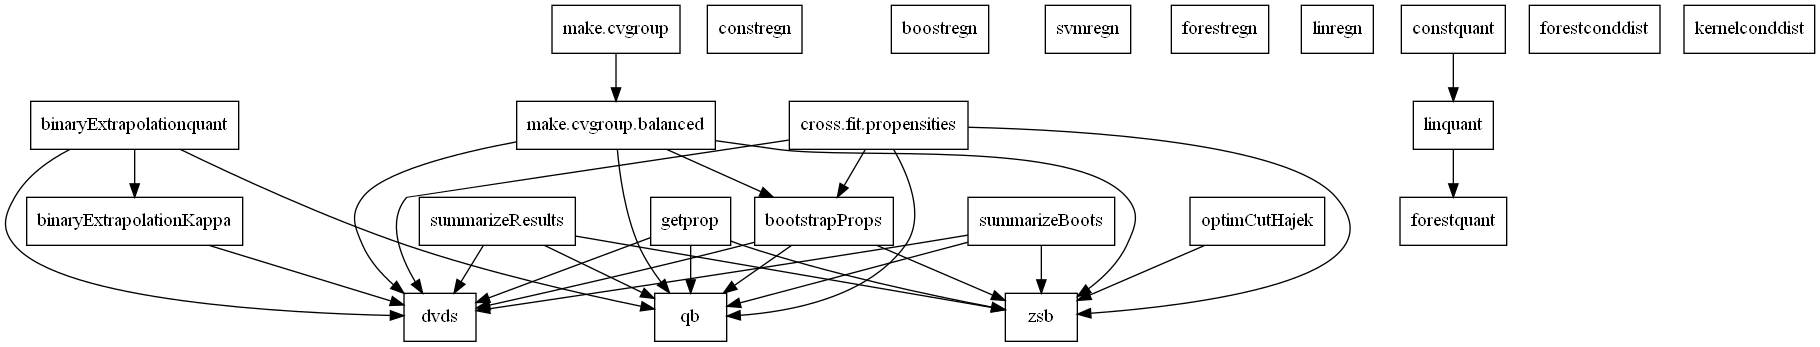 make.cvgroup
constregn
boostregn
svmregn
forestregn
linregn
constquant
forestconddist
kernelconddist
binaryExtrapolationquant
make.cvgroup.balanced
cross.fit.propensities
linquant
binaryExtrapolationKappa
summarizeResults
getprop
bootstrapProps
summarizeBoots
optimCutHajek
forestquant
dvds
qb
zsb